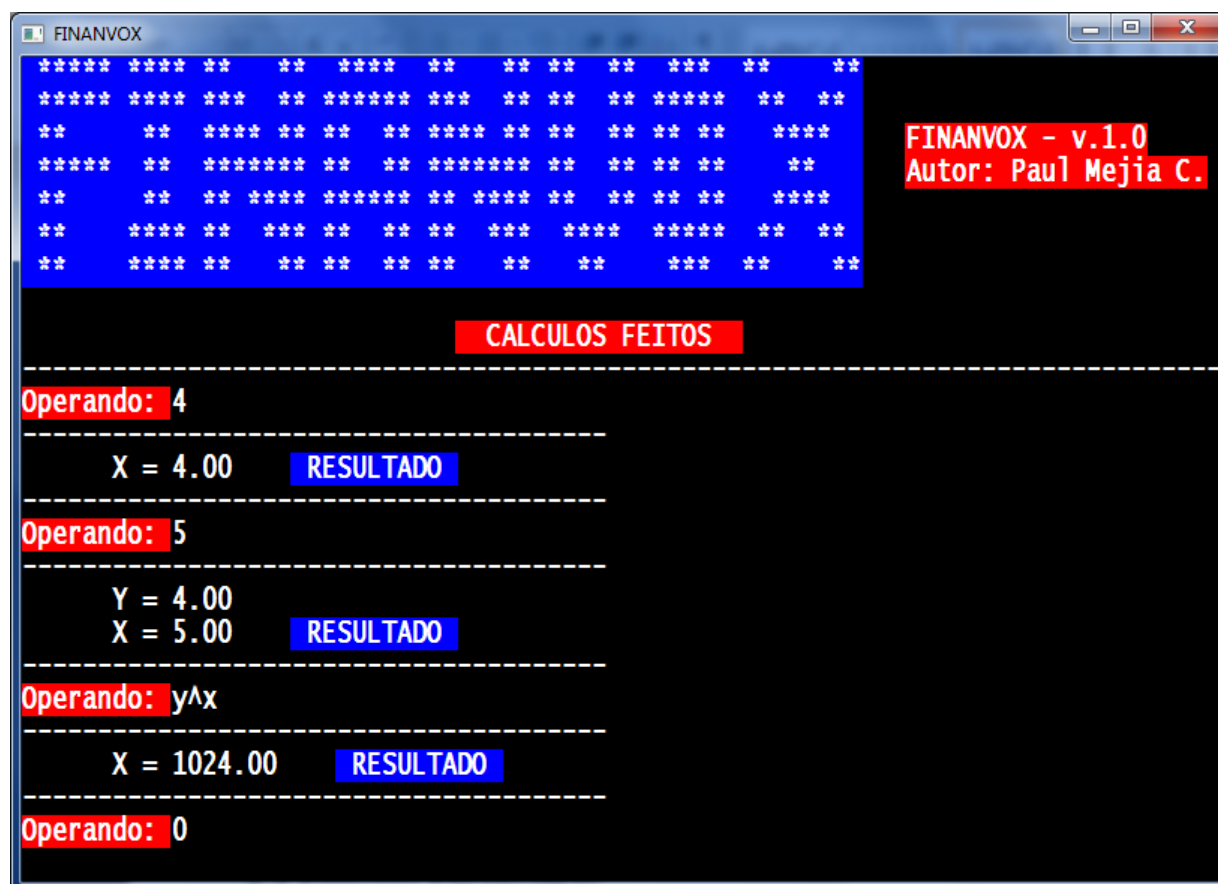 FINANVOX
***** **** **    **   ****   **    ** **   **   ***   **     **
***** **** ***   ** ****** ***   ** **   ** *****   **   **
**      **   **** ** **   ** **** ** **   ** ** **    ****
*****   **   ******* **   ** ******* **   ** ** **     **
**      **   ** **** ****** ** **** **   ** ** **    ****
**     **** **   *** **   ** **   ***   ****   *****   **   **
**     **** **    ** **   ** **    **    **     ***   **     **
FINANVOX - v.1.0
Autor: Paul Mejia C.
CALCULOS FEITOS
--------------------------------------------------------------------------------
Operando: 4
---------------------------------------
X = 4.00 RESULTADO
---------------------------------------
Operando: 5
---------------------------------------
Y = 4.00
X = 5.00 RESULTADO
---------------------------------------
Operando: y^x
---------------------------------------
X = 1024.00 RESULTADO
---------------------------------------
Operando: 0